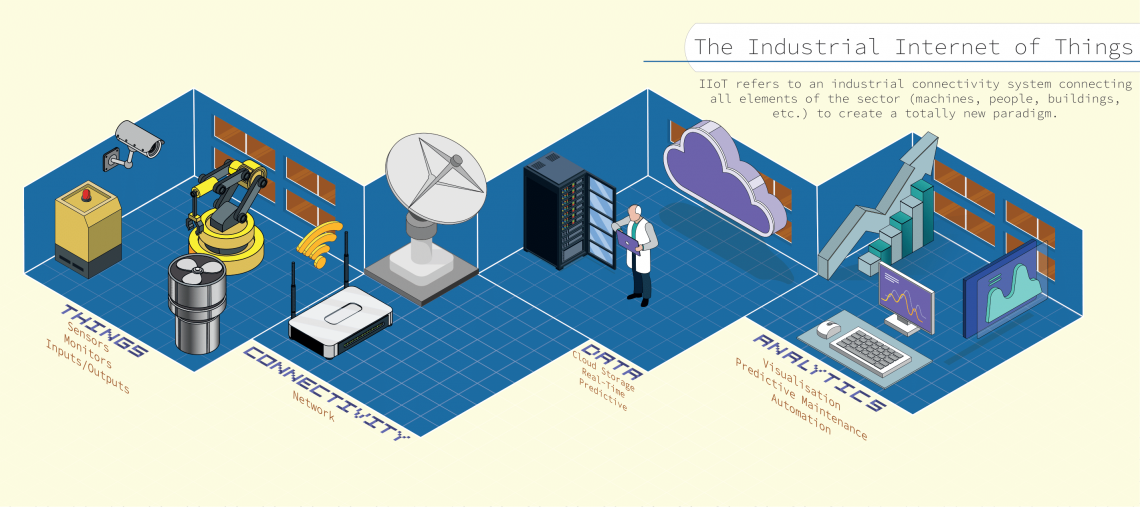 The Industrial Internet of Things
IIoT refers to an industrial connectivity system connecting
all elements of the sector (machines, people, buildings,
etc.) to create a totally new paradigm.
THINGS
Sensors
Monitors
Inputs/Outputs
CONNECTIVITY
Network
DATA
Cloud Storage
Real-Time
Predictive
ANALYTICS
Visualisation
Predictive Maintenance
Automation